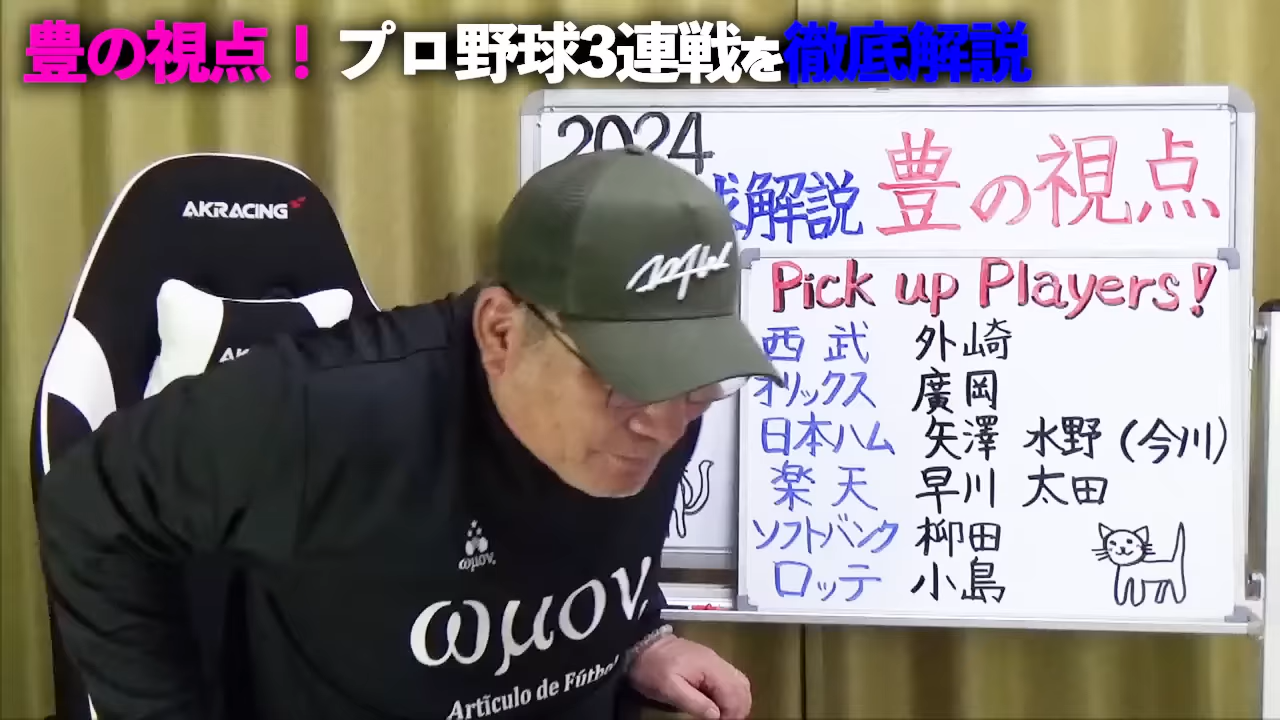 豊の視点！プロ野球3連戦を徹底解説
2024
球解説 豊の視点
Pick up Players!
西武 外崎
オリックス 廣岡
日本ハム 矢澤 水野（今川）
楽天 早川 太田
ソフトバンク 柳田
ロッテ 小島
AKRACING
AK
ωμον.
ωμον.
Artículo de Fútbol